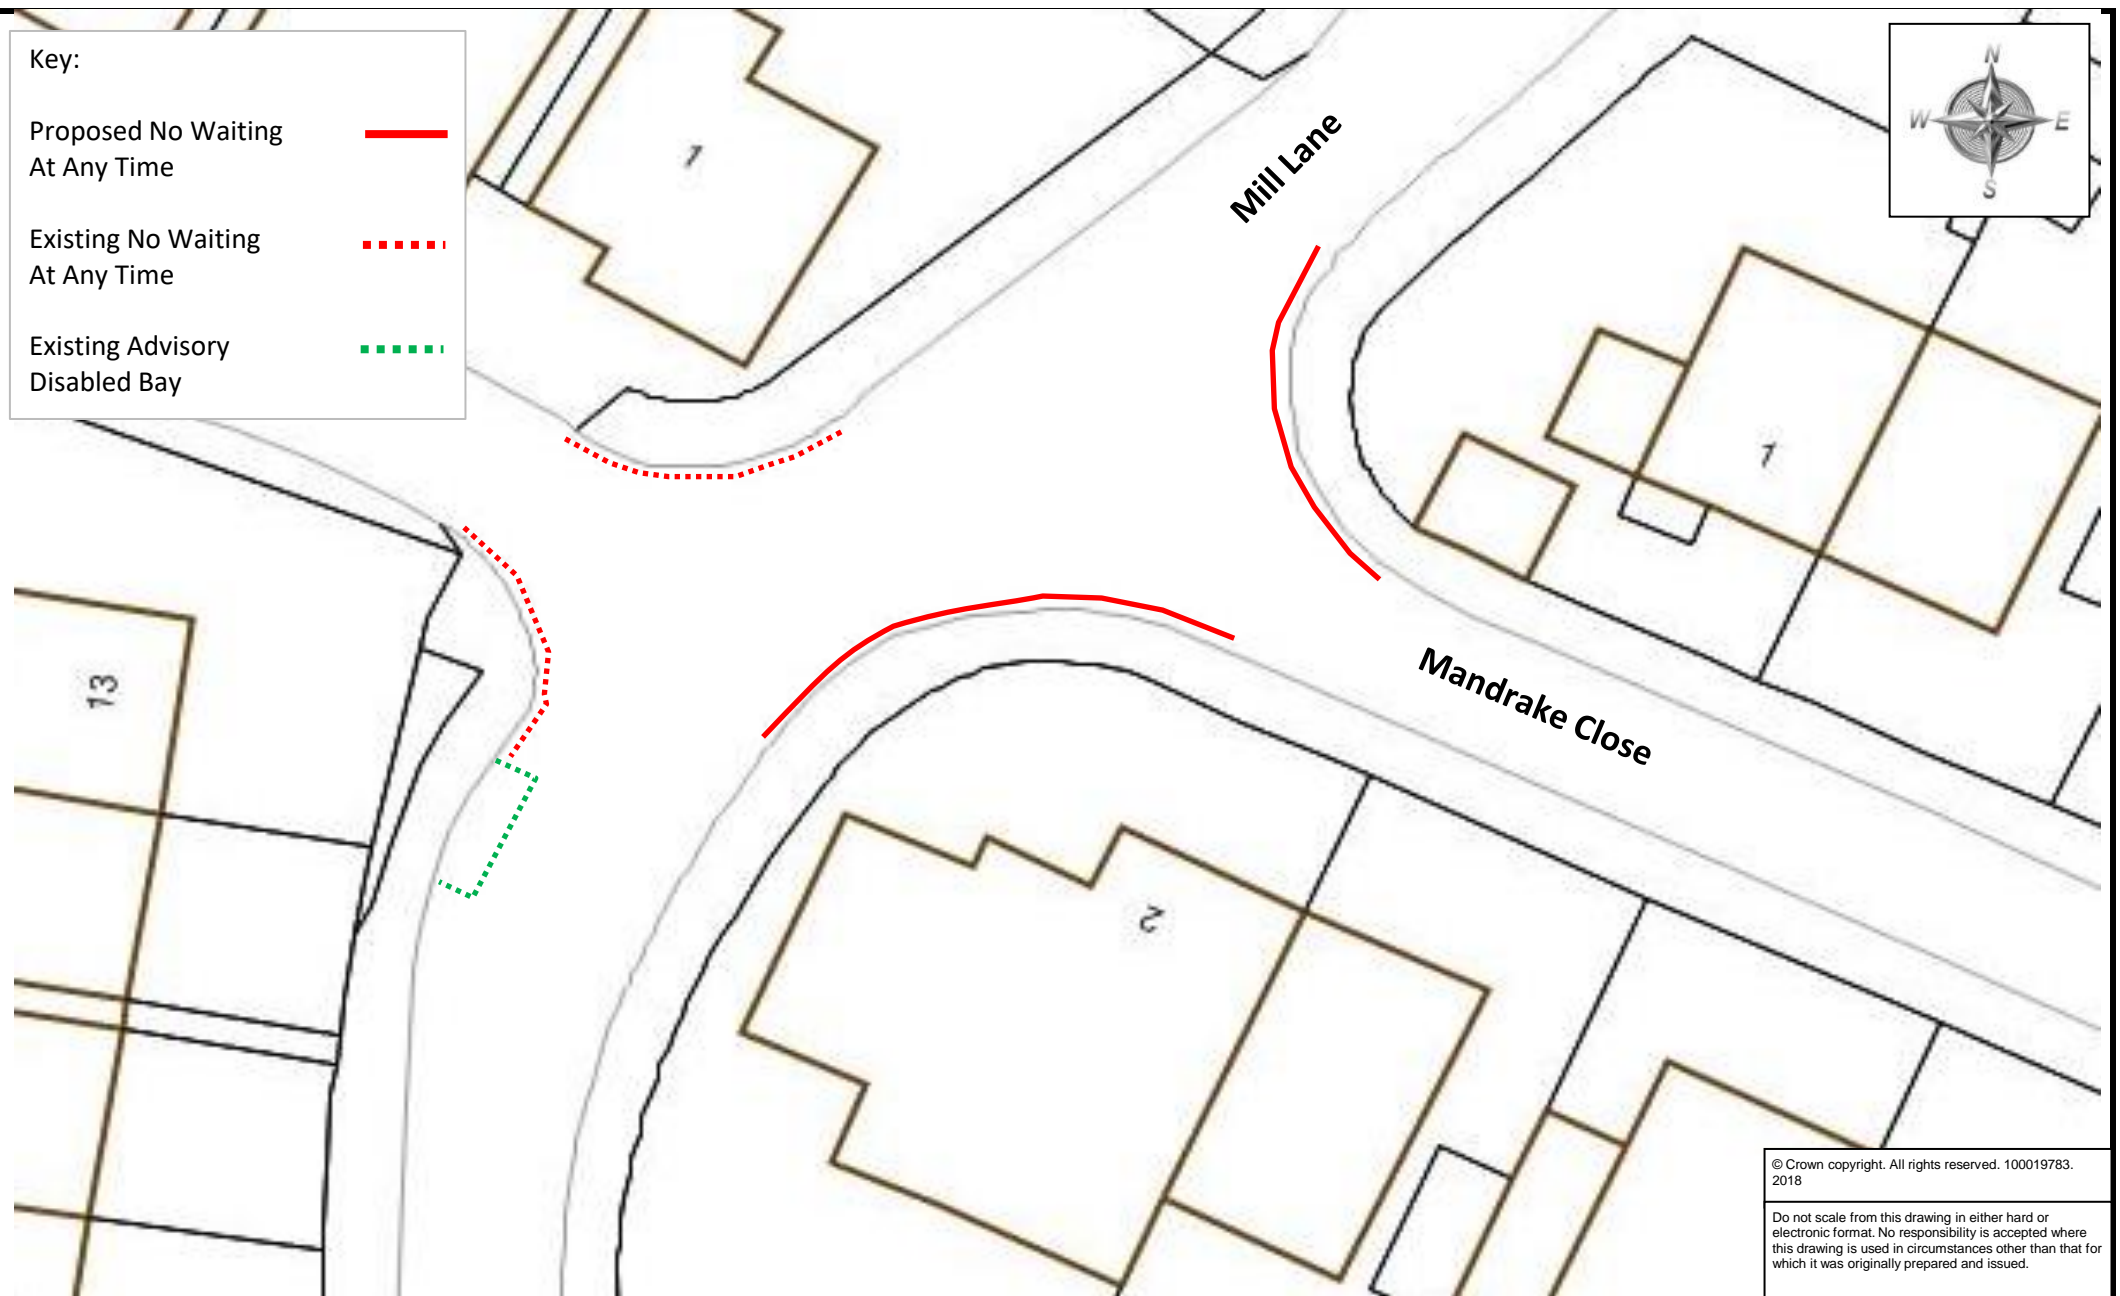 Key:
Proposed No Waiting
At Any Time
Existing No Waiting
At Any Time
Existing Advisory
Disabled Bay
N
W
E
S
1
Mill Lane
1
13
Mandrake Close
2
© Crown copyright. All rights reserved. 100019783.
2018
Do not scale from this drawing in either hard or
electronic format. No responsibility is accepted where
this drawing is used in circumstances other than that for
which it was originally prepared and issued.